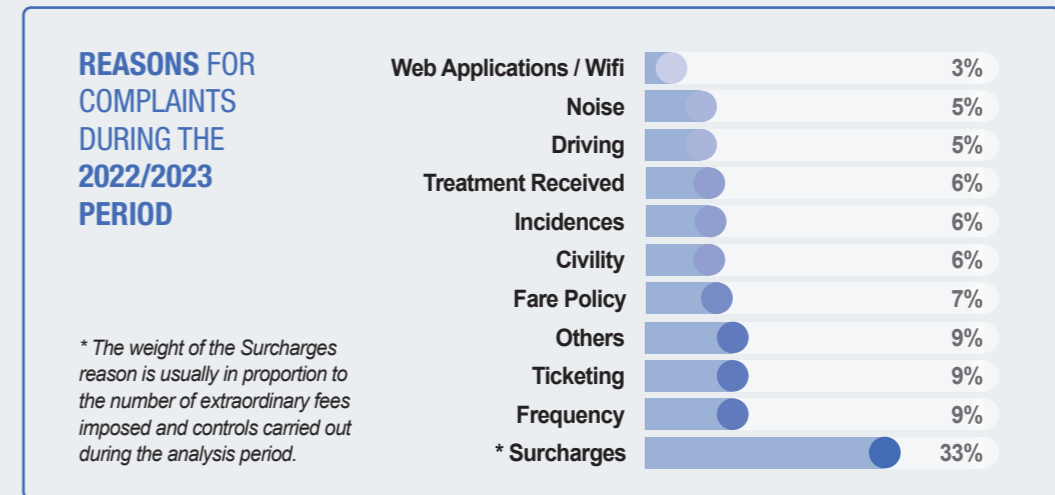 REASONS FOR
COMPLAINTS
DURING THE
2022/2023
PERIOD
* The weight of the Surcharges
reason is usually in proportion to
the number of extraordinary fees
imposed and controls carried out
during the analysis period.
Web Applications / Wifi 3%
Noise 5%
Driving 5%
Treatment Received 6%
Incidences 6%
Civility 6%
Fare Policy 7%
Others 9%
Ticketing 9%
Frequency 9%
* Surcharges 33%